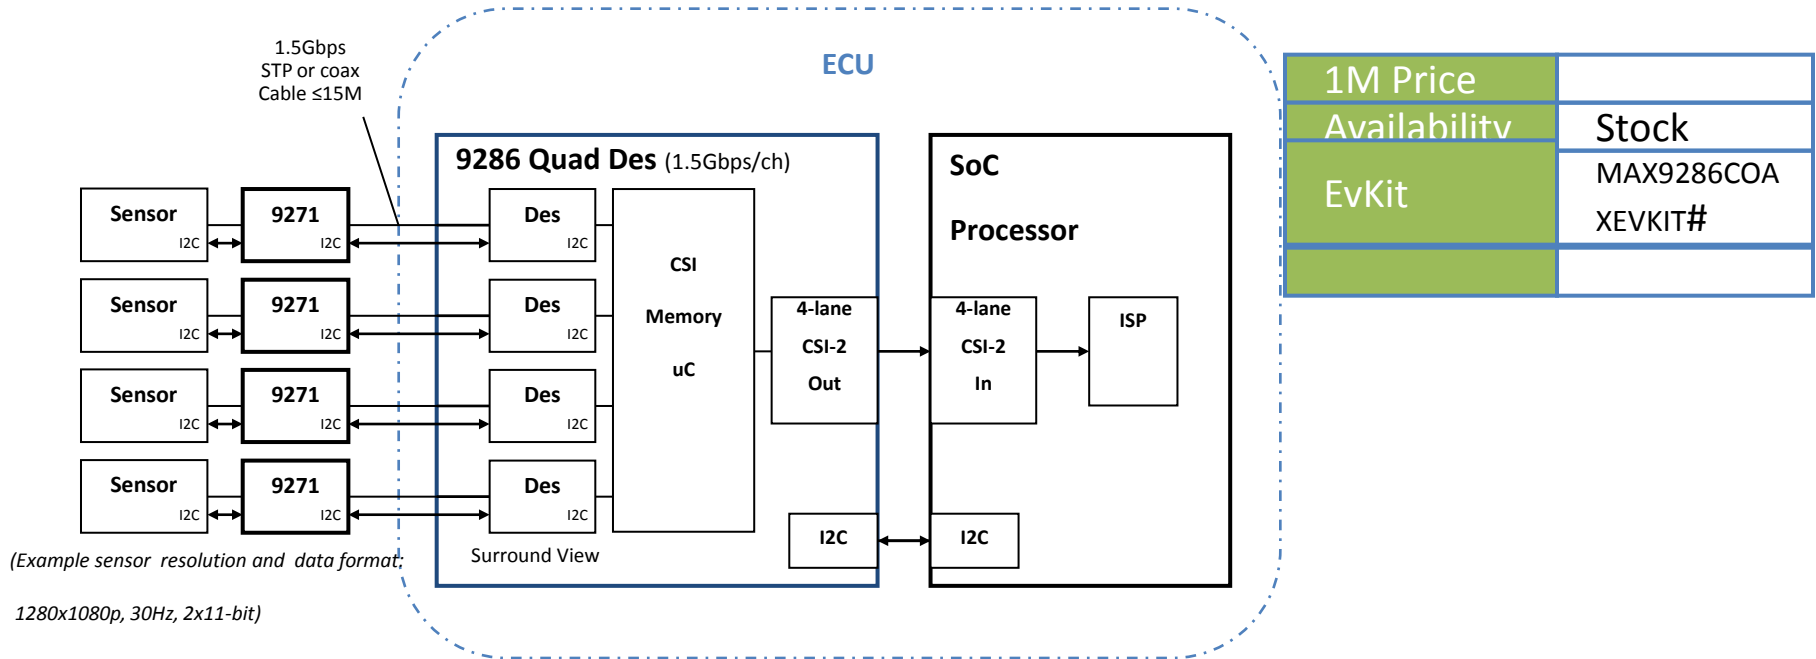 1.5Gbps
STP or coax
Cable ≤15M
ECU
1M Price
Availability
Stock
EvKit
MAX9286COA
XEVKIT#
9286 Quad Des (1.5Gbps/ch)
SoC
Processor
Sensor
I2C
9271
I2C
Des
I2C
Sensor
I2C
9271
I2C
Des
I2C
Sensor
I2C
9271
I2C
Des
I2C
Sensor
I2C
9271
I2C
Des
I2C
CSI
Memory
uC
4-lane
CSI-2
Out
4-lane
CSI-2
In
ISP
I2C
I2C
Surround View
(Example sensor resolution and data format:
1280x1080p, 30Hz, 2x11-bit)